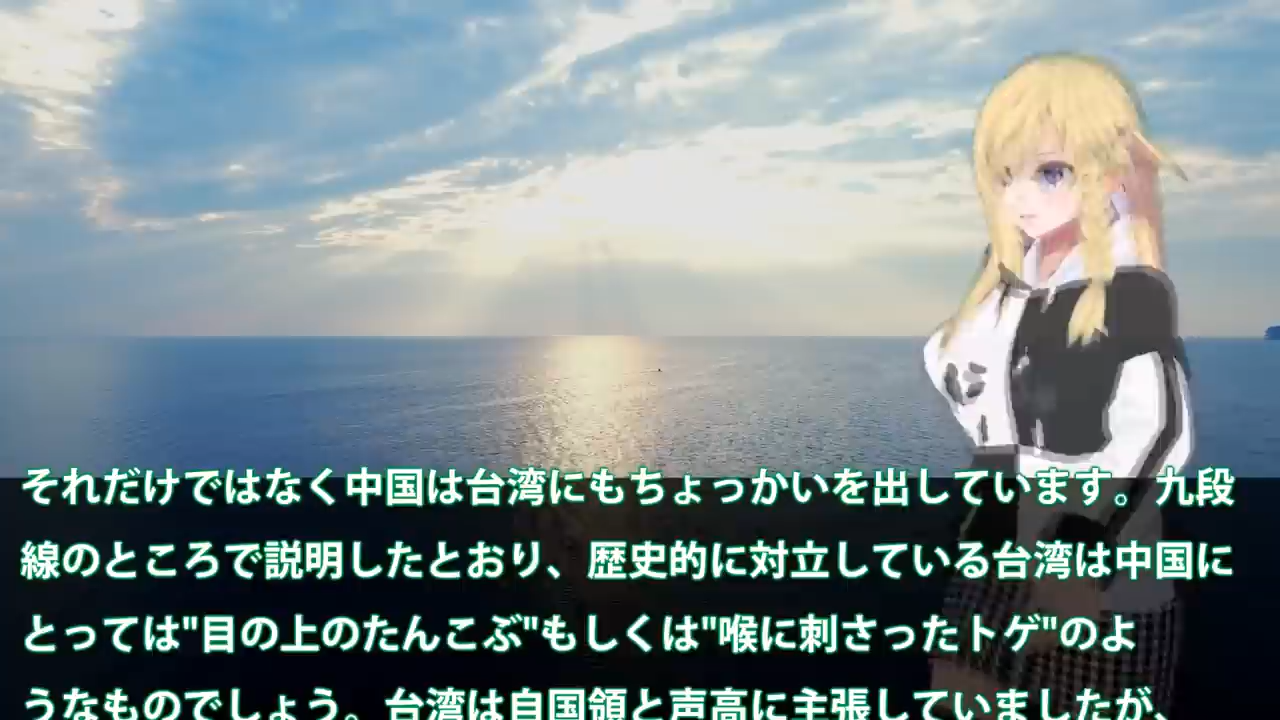 それだけではなく中国は台湾にもちょっかいを出しています。九段
線のところで説明したとおり、歴史的に対立している台湾は中国に
とっては"目の上のたんこぶ"もしくは"喉に刺さったトゲ"のよ
うなものでしょう。台湾は自国領と声高に主張していましたが、